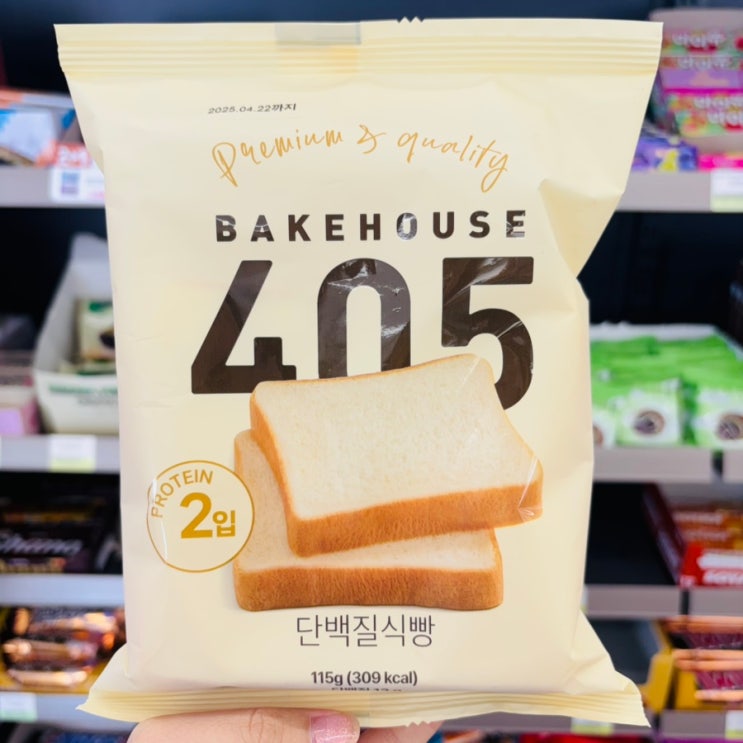 2025.04.22까지
Premium & quality
BAKEHOUSE
405
PROTEIN
2입
단백질식빵
115g (309 kcal)